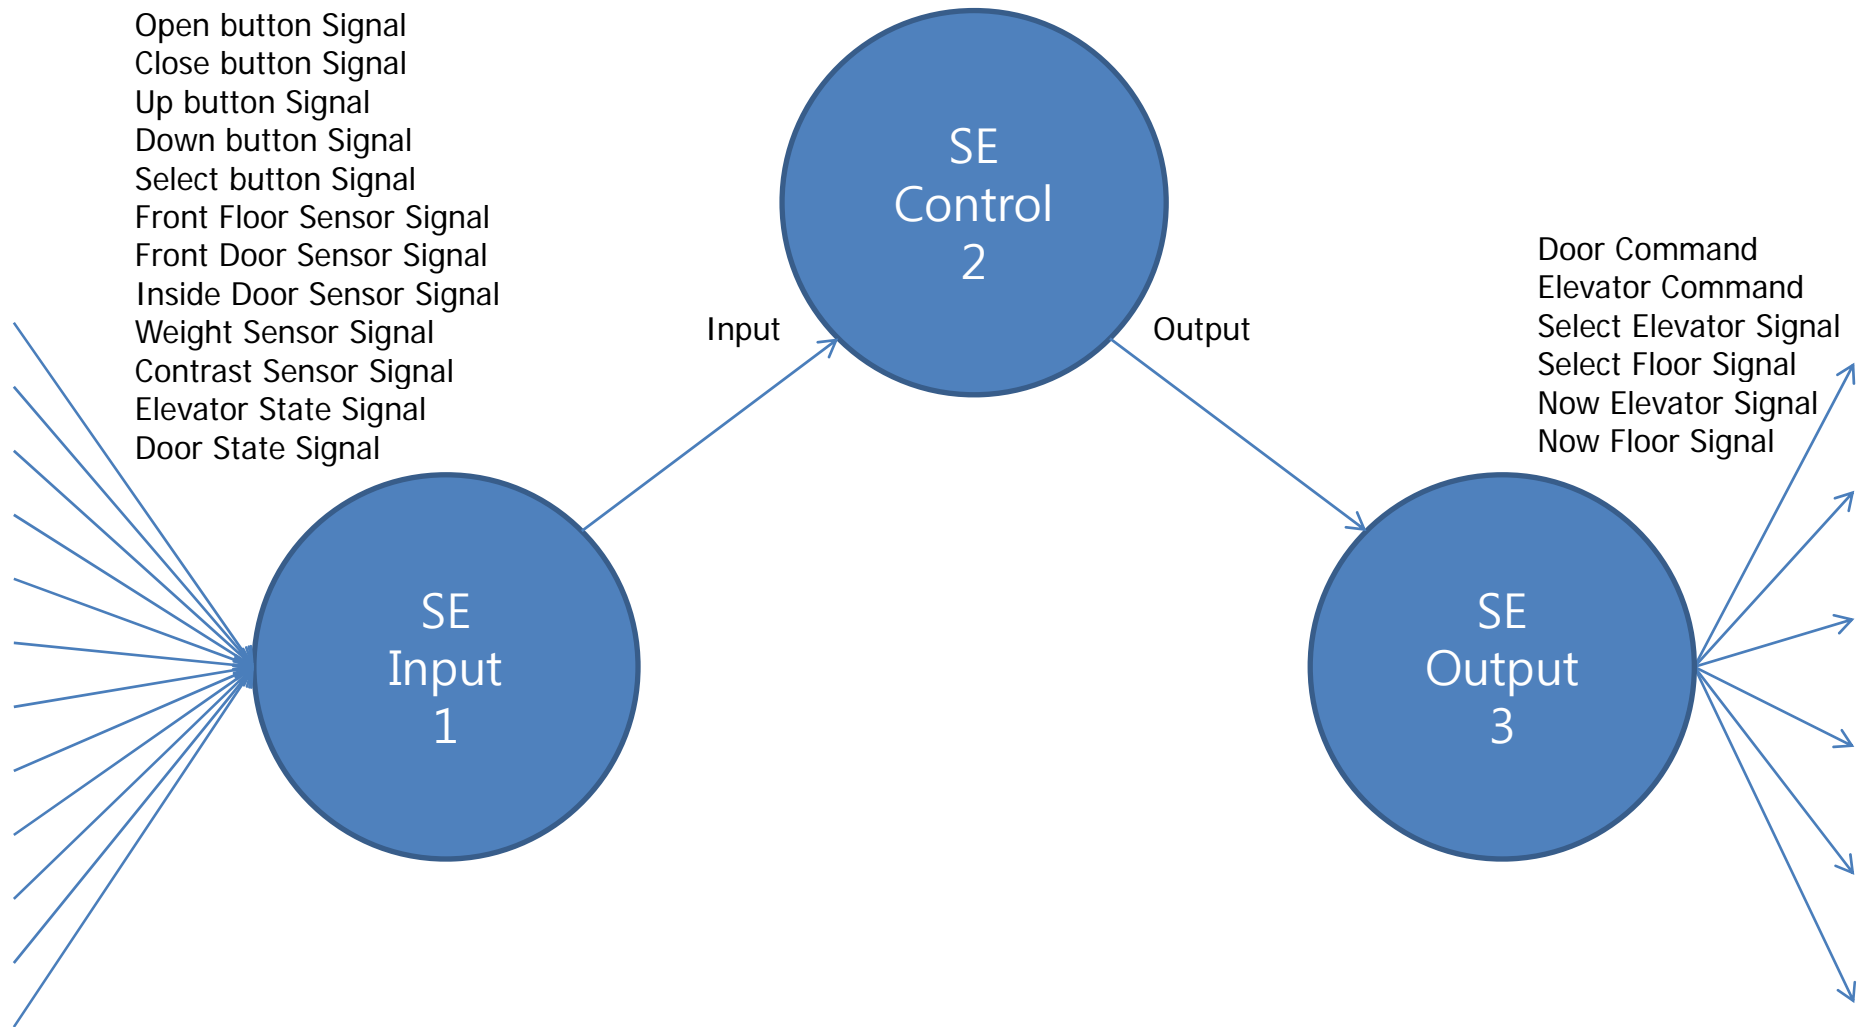 Open button Signal
Close button Signal
Up button Signal
Down button Signal
Select button Signal
Front Floor Sensor Signal
Front Door Sensor Signal
Inside Door Sensor Signal
Weight Sensor Signal
Contrast Sensor Signal
Elevator State Signal
Door State Signal
SE
Input
1
Input
SE
Control
2
Output
SE
Output
3
Door Command
Elevator Command
Select Elevator Signal
Select Floor Signal
Now Elevator Signal
Now Floor Signal